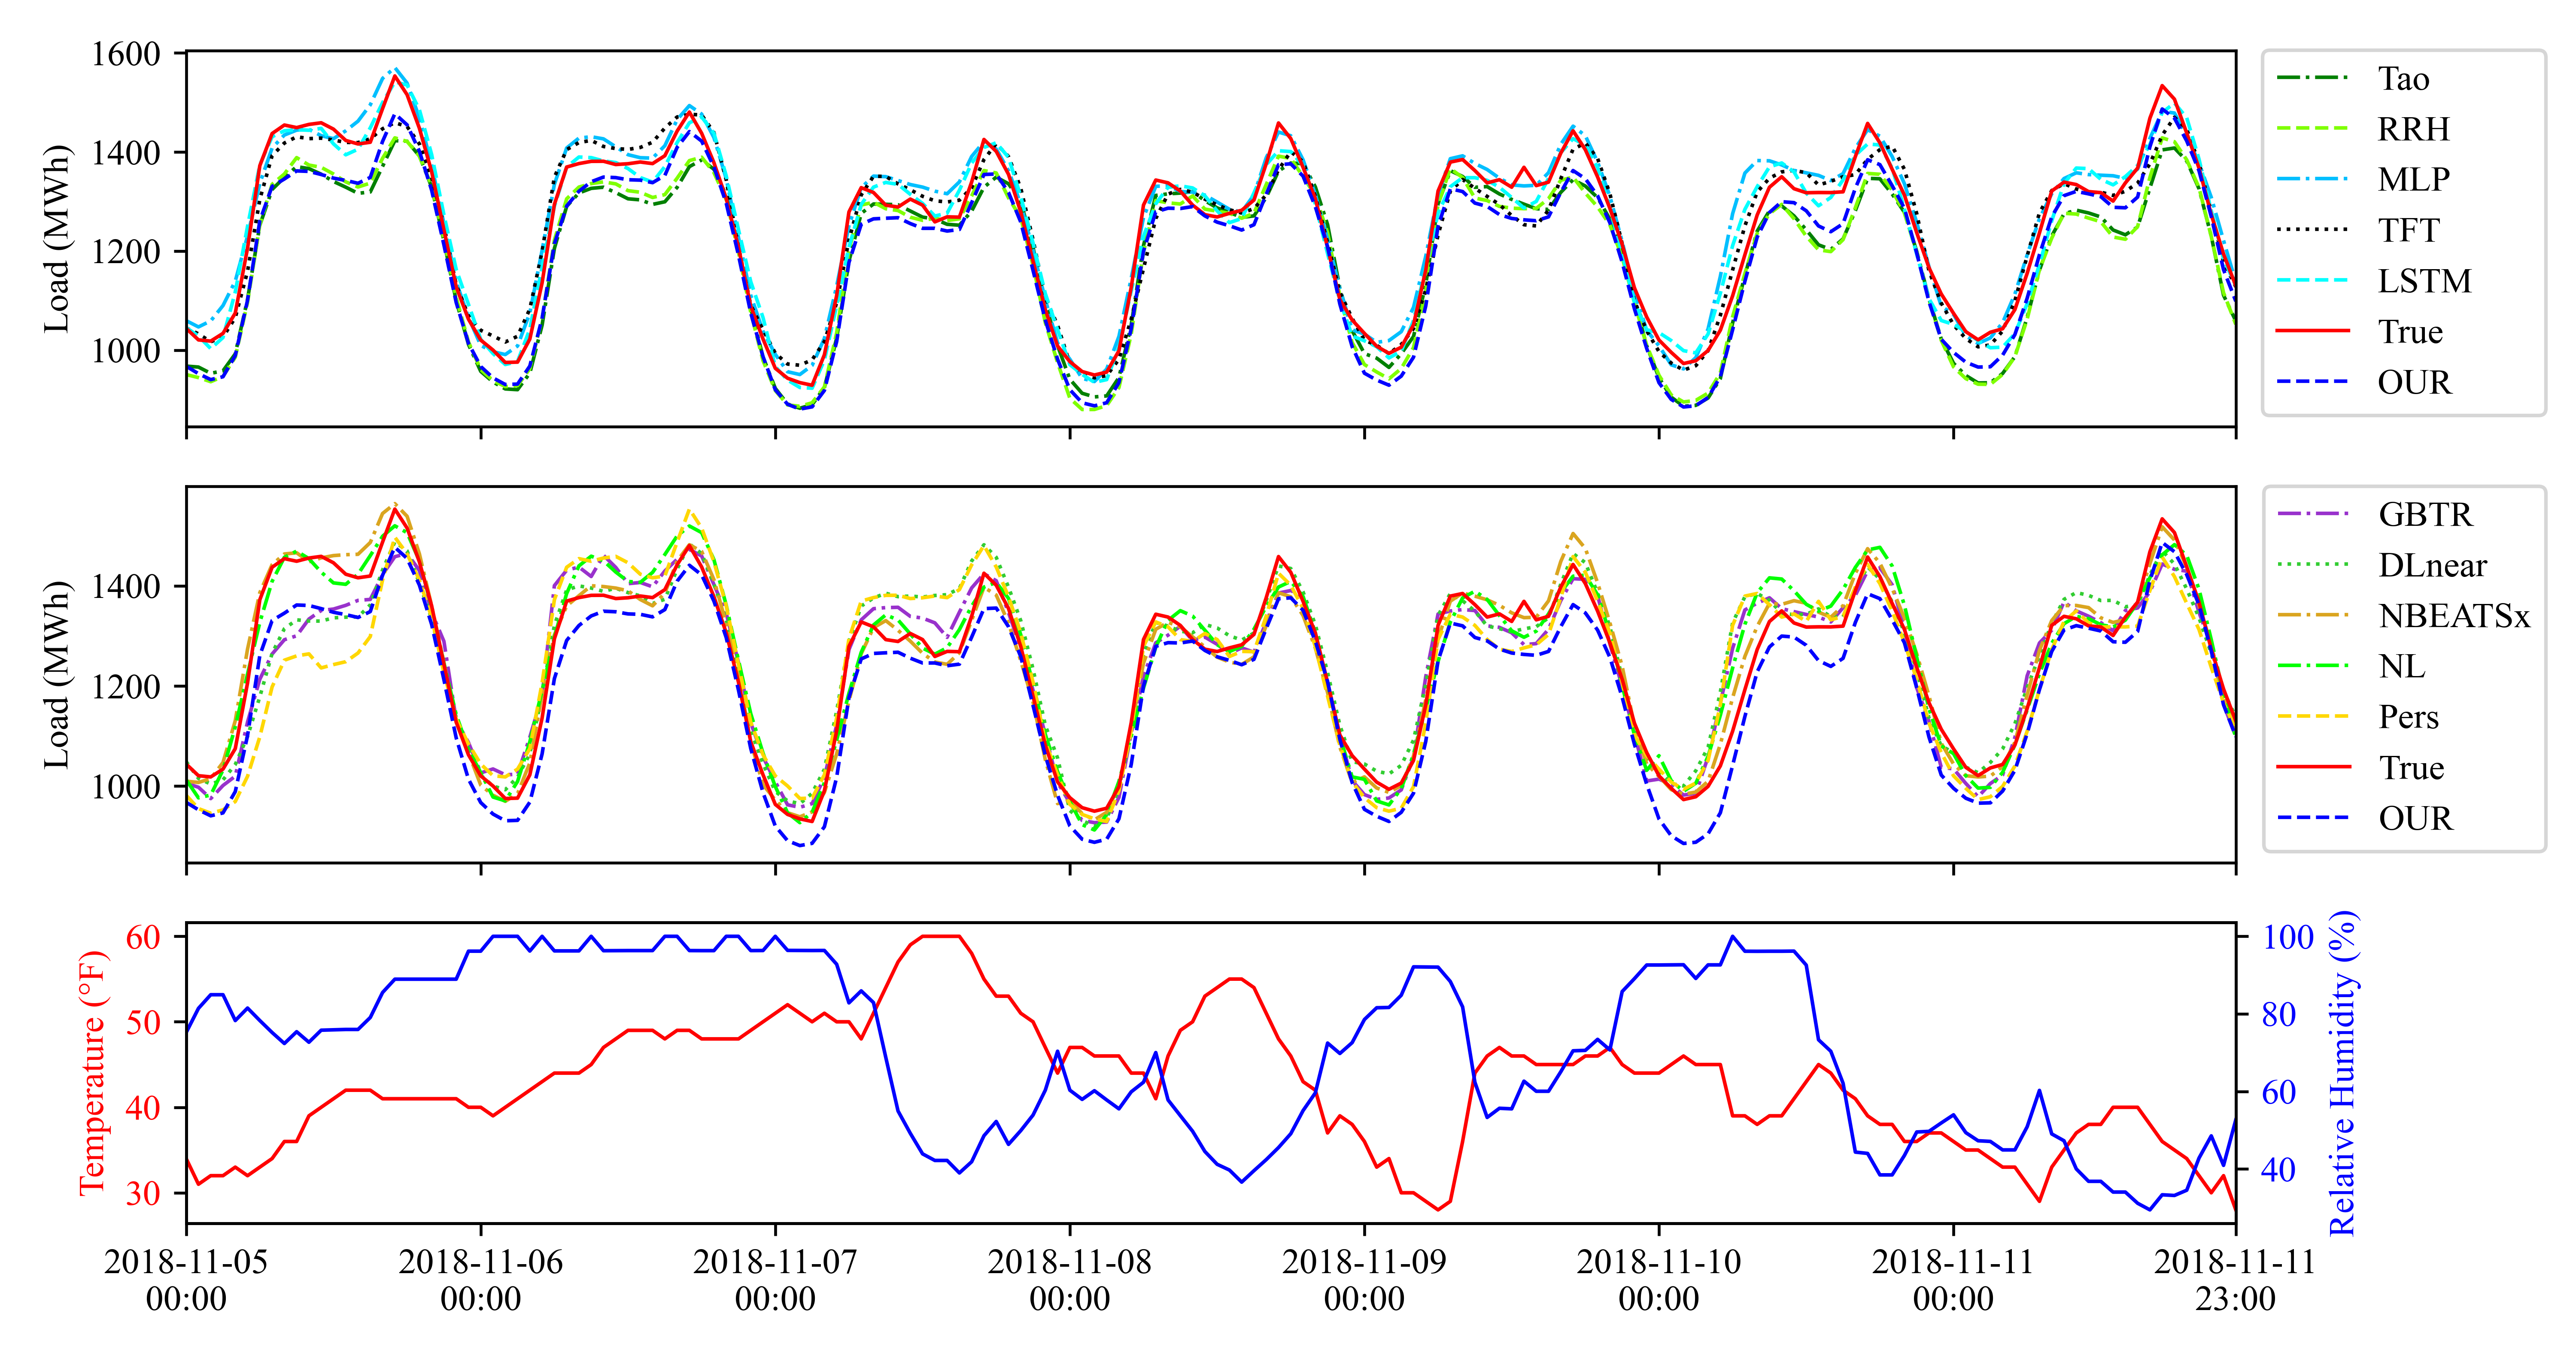 Load (MWh)
1600
1400
1200
1000
Tao
RRH
MLP
TFT
LSTM
True
OUR
Load (MWh)
1400
1200
1000
GBTR
DLnear
NBEATSx
NL
Pers
True
OUR
Temperature (°F)
60
50
40
30
100
80
60
40
Relative Humidity (%)
2018-11-05
00:00
2018-11-06
00:00
2018-11-07
00:00
2018-11-08
00:00
2018-11-09
00:00
2018-11-10
00:00
2018-11-11
00:00
2018-11-11
23:00